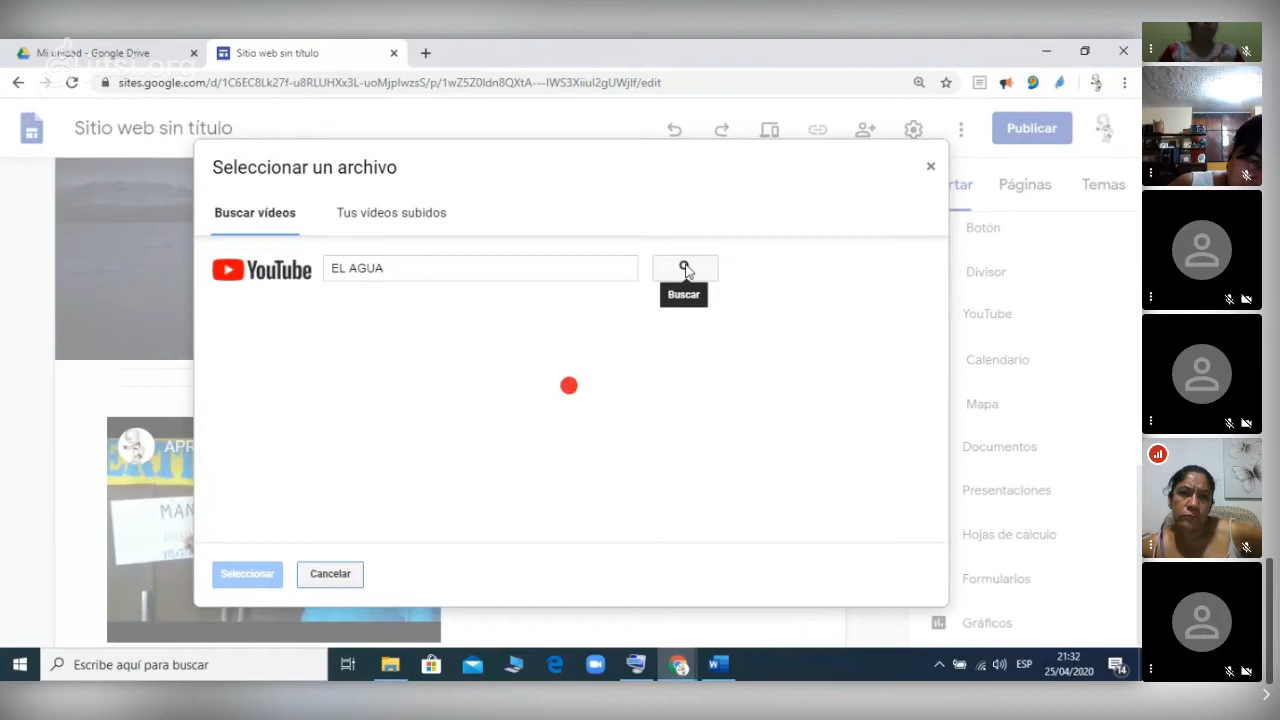 Mi unidad - Google Drive
Sitio web sin título
sites.google.com/d/1C6EC8Lk27f-u8RLUHXx3L-uoMjplwzsS/p/1wZ5Z0ldn8QXtA---IWS3Xiiul2gUWjIf/edit
Sitio web sin título
Publicar
Seleccionar un archivo
Buscar vídeos
Tus vídeos subidos
YouTube
EL AGUA
Buscar
Seleccionar
Cancelar
rtar
Páginas
Temas
Botón
Divisor
YouTube
Calendario
Mapa
Documentos
Presentaciones
Hojas de cálculo
Formularios
Gráficos
APR
MAN
Escribe aquí para buscar
ESP
21:32
25/04/2020
14